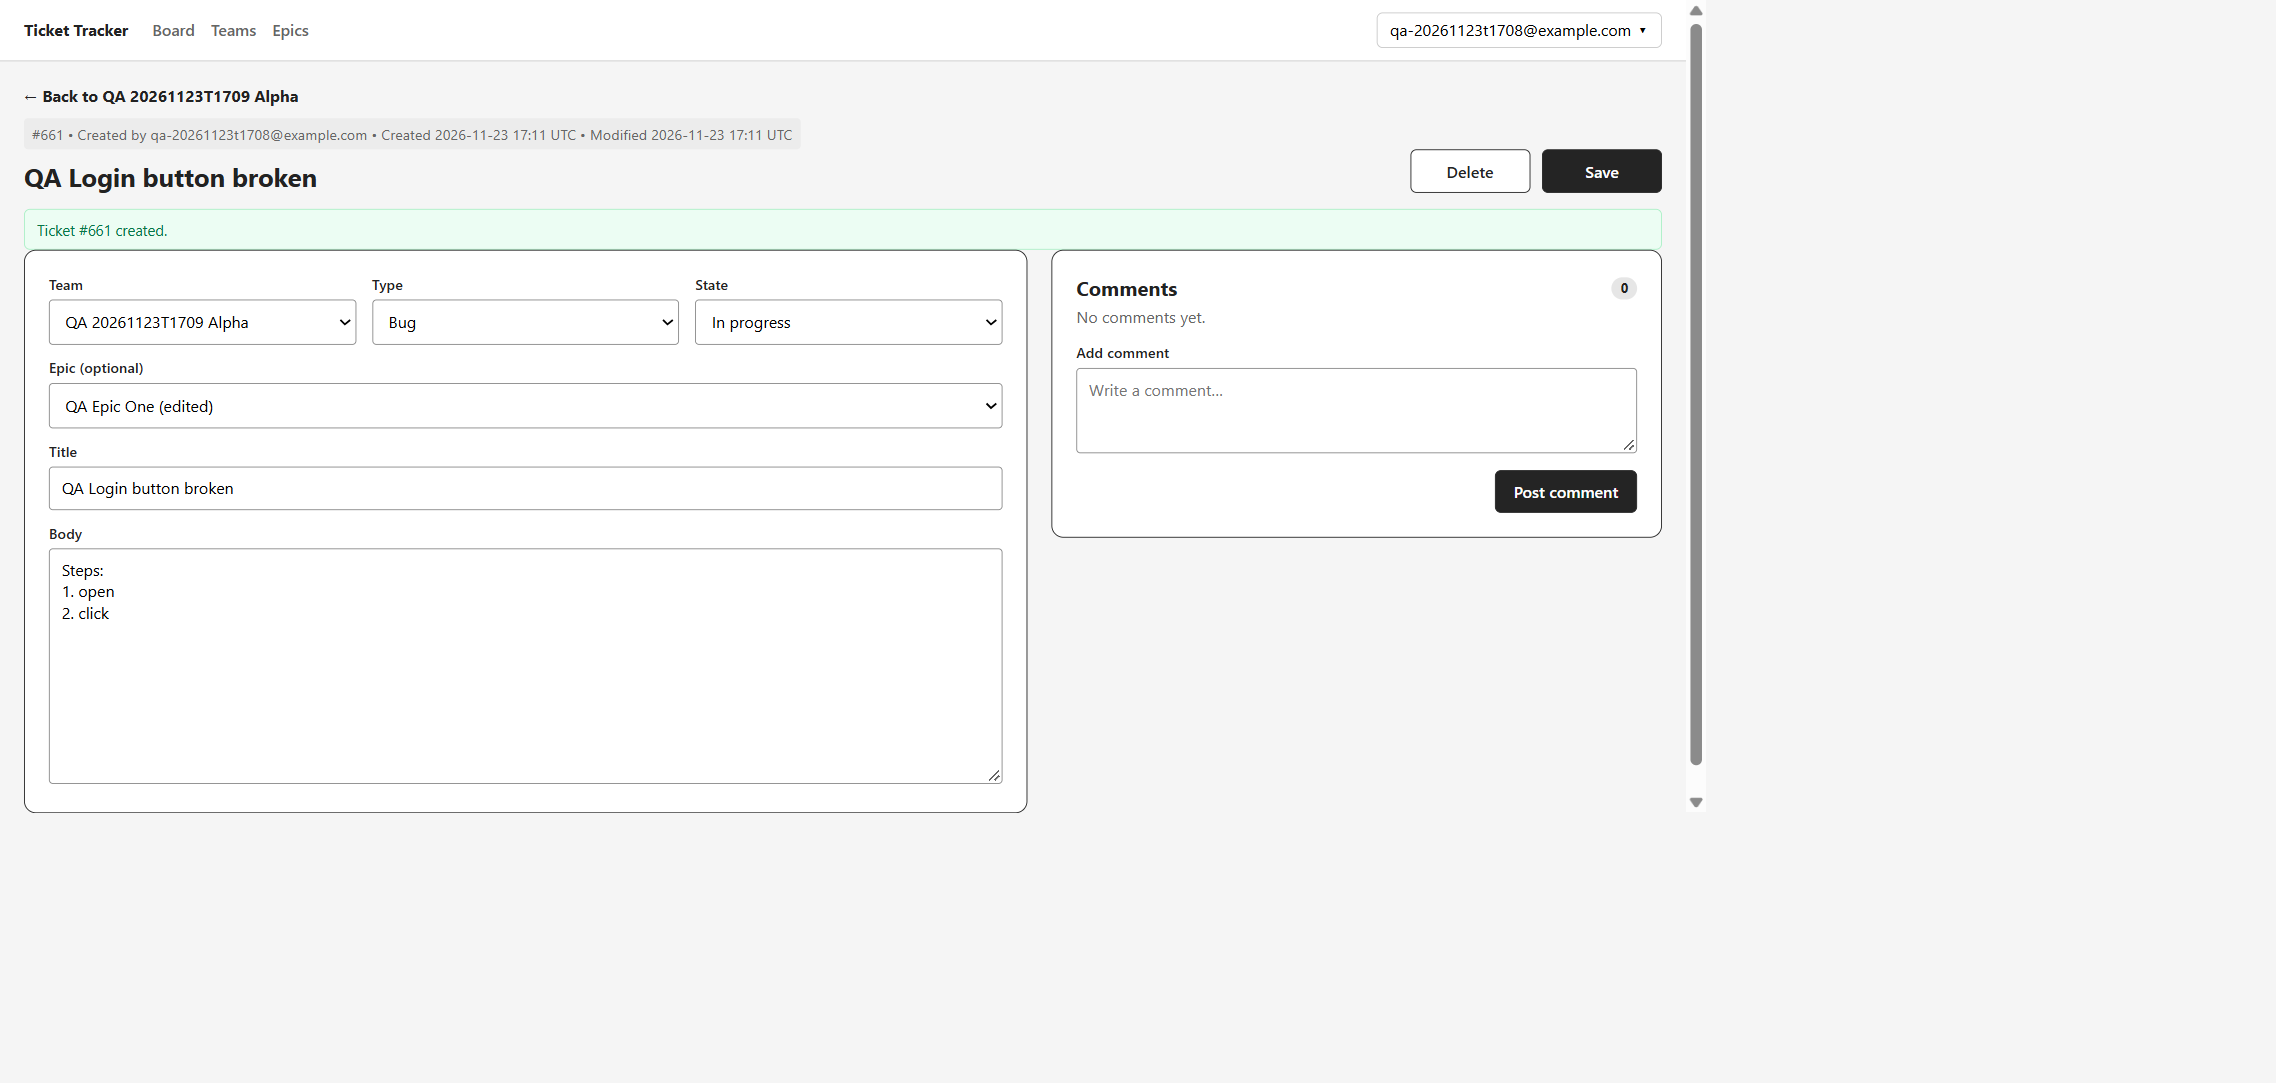 Ticket Tracker Board Teams Epics qa-20261123t1708@example.com ▾
← Back to QA 20261123T1709 Alpha
#661 • Created by qa-20261123t1708@example.com • Created 2026-11-23 17:11 UTC • Modified 2026-11-23 17:11 UTC
QA Login button broken
Delete Save
Ticket #661 created.
Team Type State
QA 20261123T1709 Alpha Bug In progress
Epic (optional)
QA Epic One (edited)
Title
QA Login button broken
Body
Steps:
1. open
2. click
Comments 0
No comments yet.
Add comment
Write a comment...
Post comment